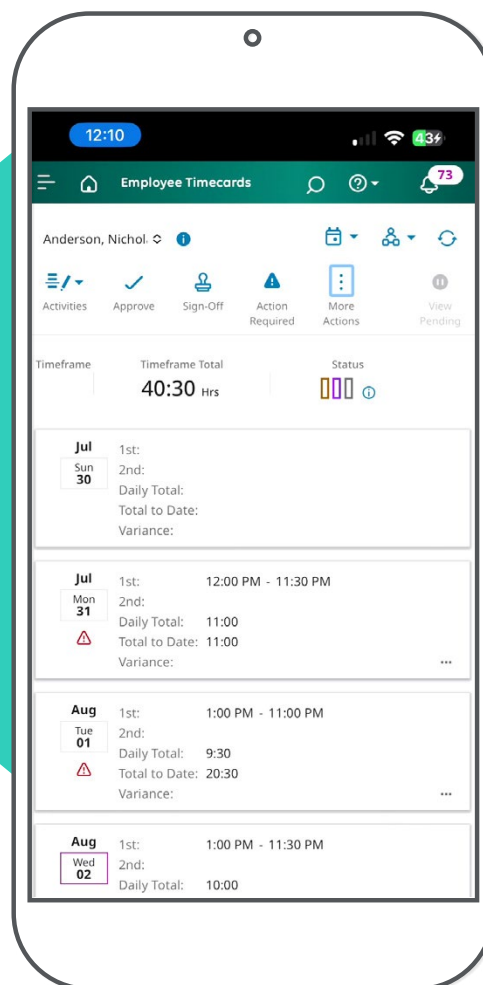 12:10
43
Employee Timecards
73
Anderson, Nichol
Activities
Approve
Sign-Off
Action Required
More Actions
View Pending
Timeframe
Timeframe Total
40:30 Hrs
Status
Jul
Sun
30
1st:
2nd:
Daily Total:
Total to Date:
Variance:
Jul
Mon
31
1st: 12:00 PM - 11:30 PM
2nd:
Daily Total: 11:00
Total to Date: 11:00
Variance:
...
Aug
Tue
01
1st: 1:00 PM - 11:00 PM
2nd:
Daily Total: 9:30
Total to Date: 20:30
Variance:
...
Aug
Wed
02
1st: 1:00 PM - 11:30 PM
2nd:
Daily Total: 10:00